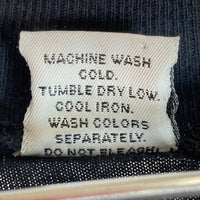 MACHINE WASH
COLD.
TUMBLE DRY LOW.
COOL IRON.
WASH COLORS
SEPARATELY.
DO NOT BLEACH.